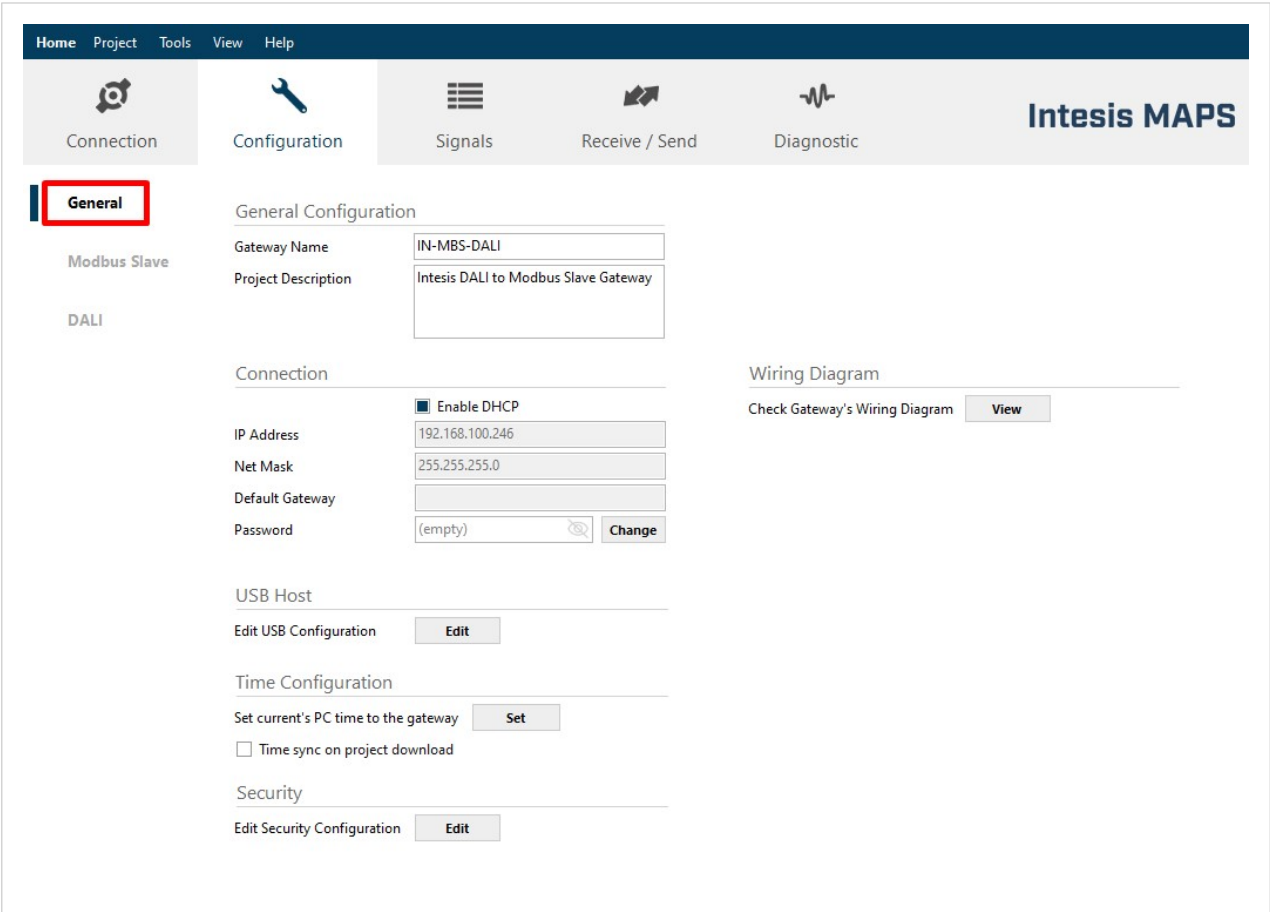 Home Project Tools View Help
Connection Configuration Signals Receive / Send Diagnostic Intesis MAPS
General
Modbus Slave
DALI
General Configuration
Gateway Name IN-MBS-DALI
Project Description Intesis DALI to Modbus Slave Gateway
Connection
Enable DHCP
IP Address 192.168.100.246
Net Mask 255.255.255.0
Default Gateway
Password (empty) Change
Wiring Diagram
Check Gateway's Wiring Diagram View
USB Host
Edit USB Configuration Edit
Time Configuration
Set current's PC time to the gateway Set
Time sync on project download
Security
Edit Security Configuration Edit